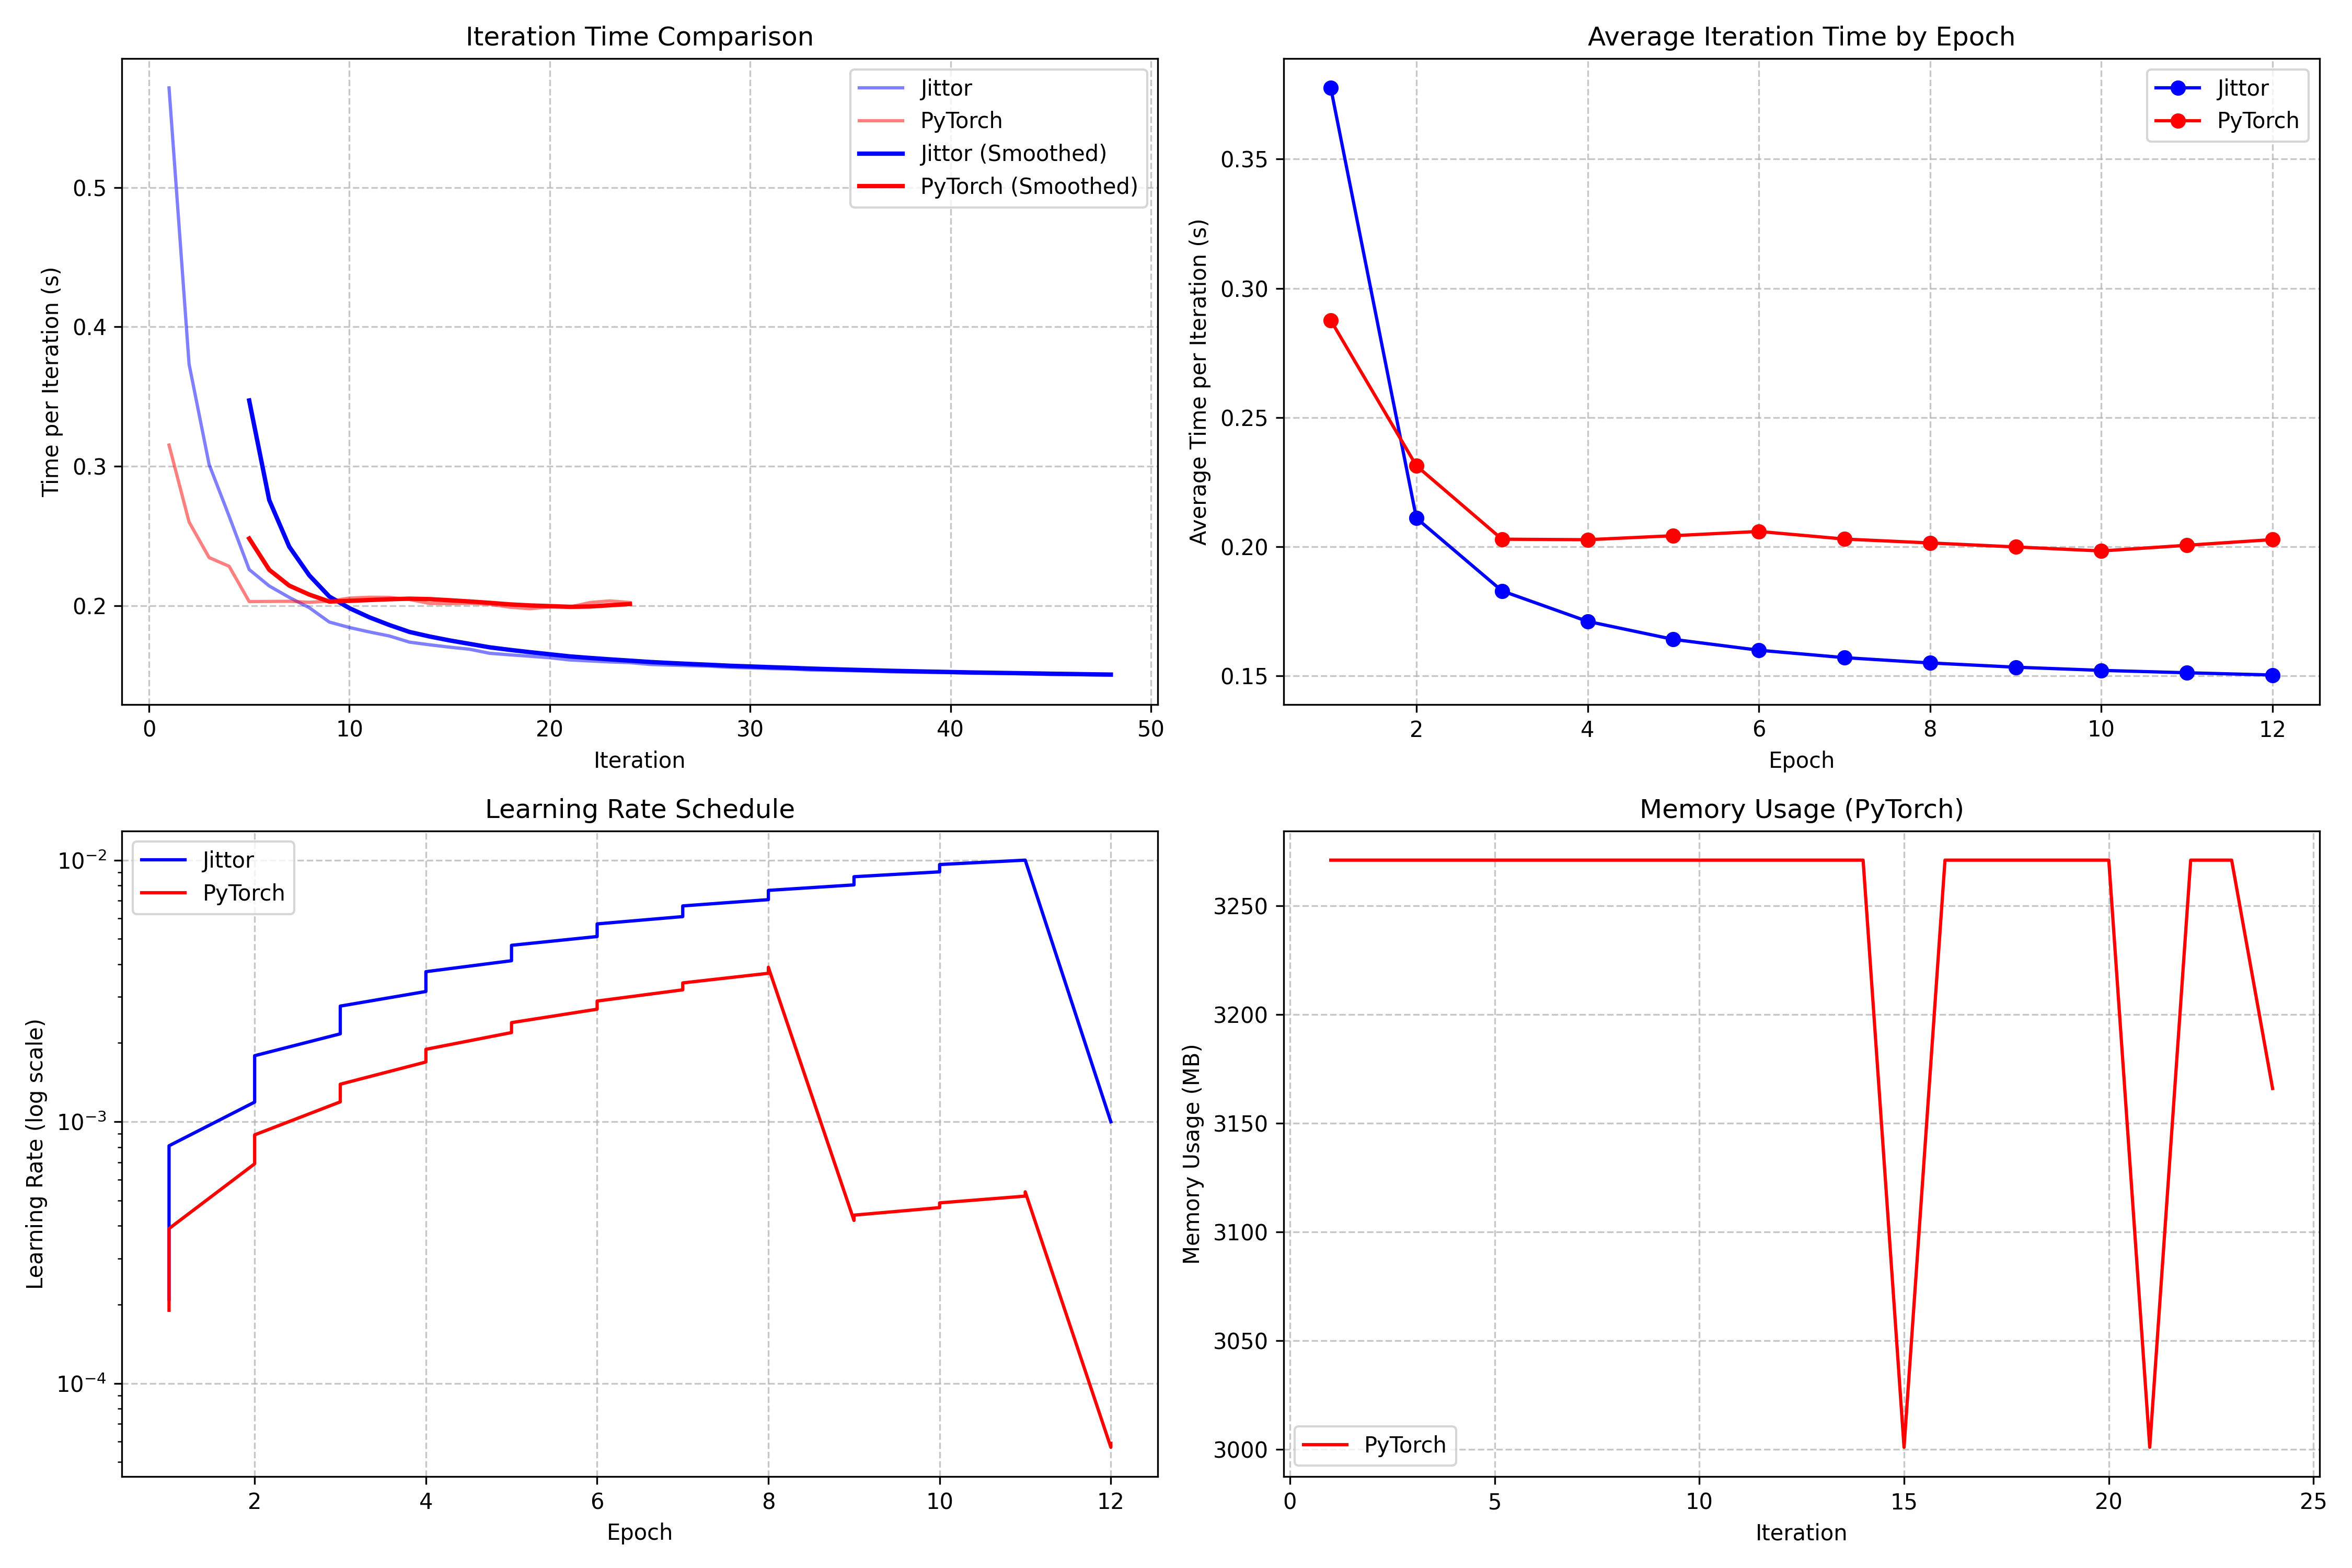 Iteration Time Comparison
Jittor
PyTorch
Jittor (Smoothed)
PyTorch (Smoothed)
Time per Iteration (s)
0.5
0.4
0.3
0.2
0 10 20 30 40 50
Iteration
Average Iteration Time by Epoch
Jittor
PyTorch
Average Time per Iteration (s)
0.35
0.30
0.25
0.20
0.15
2 4 6 8 10 12
Epoch
Learning Rate Schedule
Jittor
PyTorch
Learning Rate (log scale)
10⁻²
10⁻³
10⁻⁴
2 4 6 8 10 12
Epoch
Memory Usage (PyTorch)
Memory Usage (MB)
3250
3200
3150
3100
3050
3000
PyTorch
0 5 10 15 20 25
Iteration